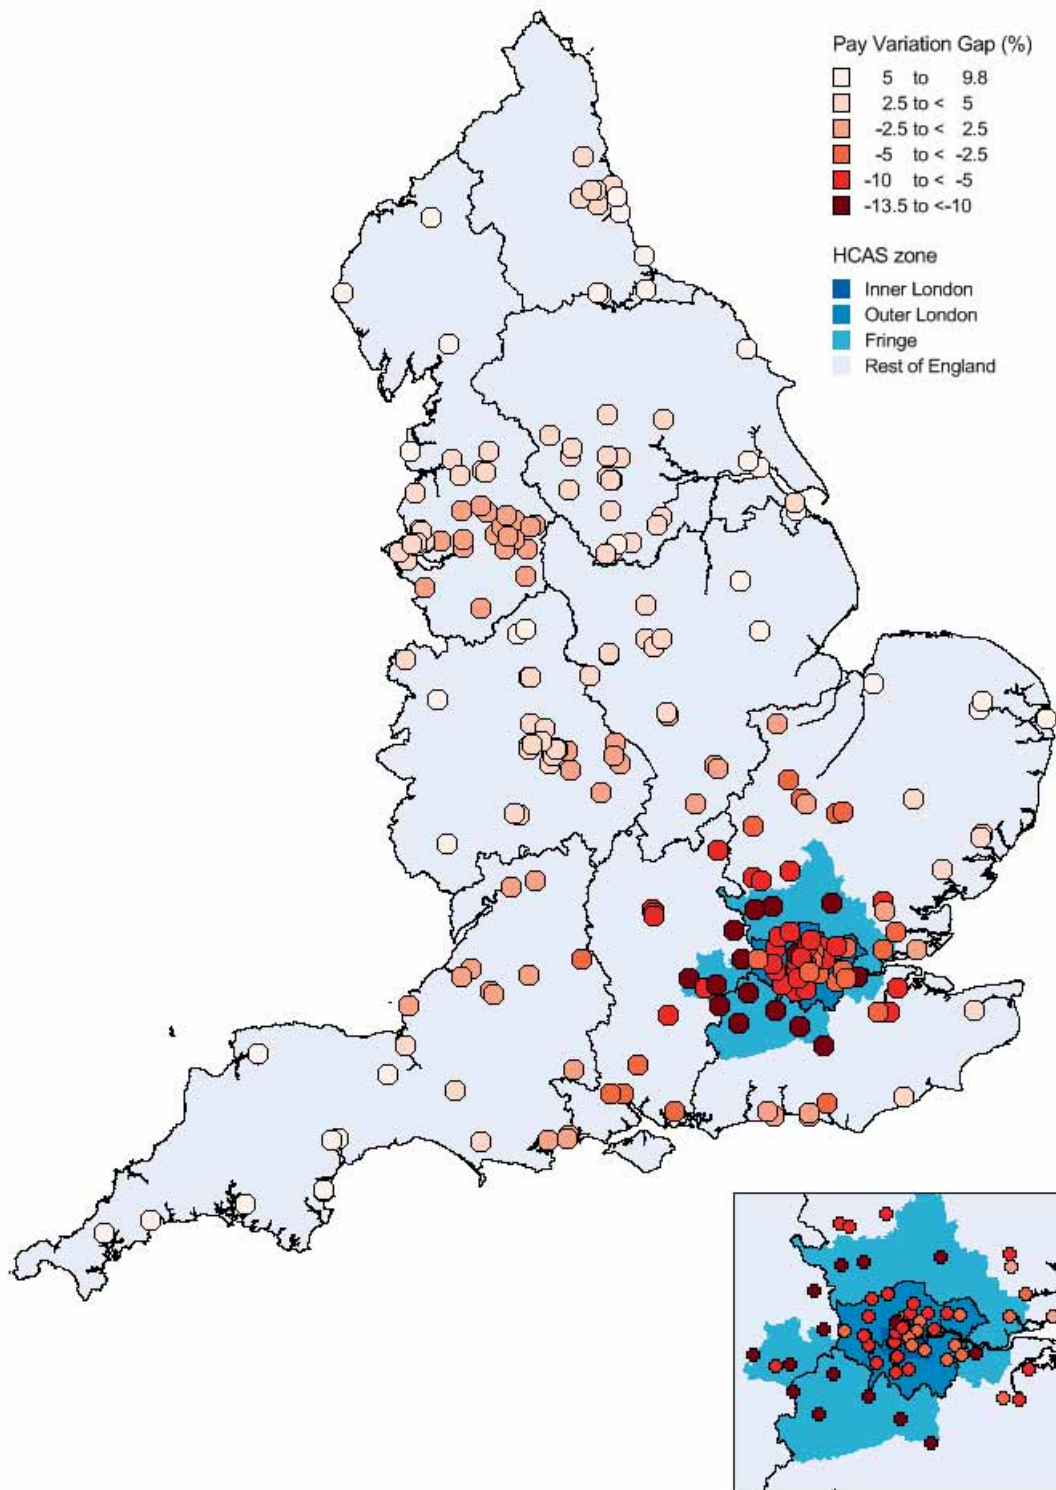 Pay Variation Gap (%)
5 to 9.8
2.5 to < 5
-2.5 to < 2.5
-5 to < -2.5
-10 to < -5
-13.5 to <-10
HCAS zone
Inner London
Outer London
Fringe
Rest of England